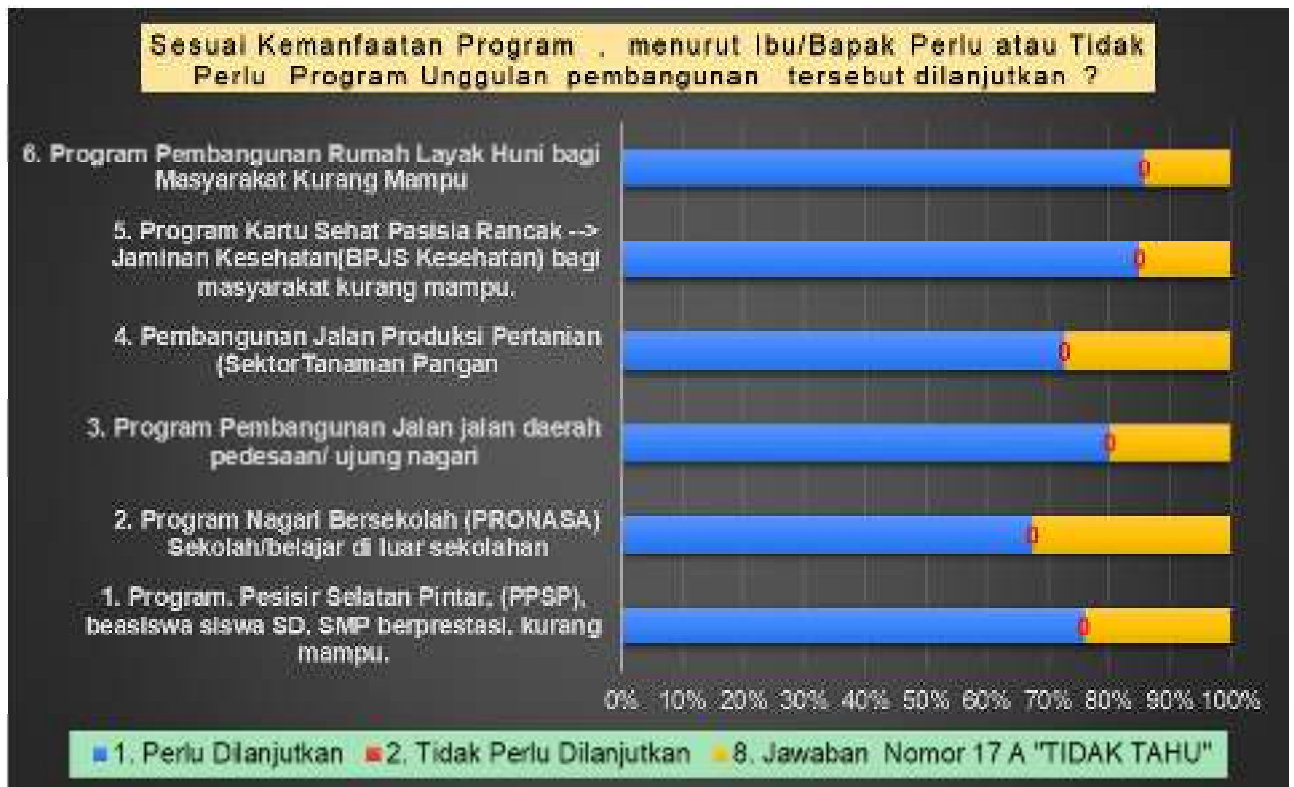 Sesuai Kemanfaatan Program , menurut Ibu/Bapak Perlu atau Tidak
Perlu Program Unggulan pembangunan tersebut dilanjutkan ?
6. Program Pembangunan Rumah Layak Huni bagi
Masyarakat Kurang Mampu
0
5. Program Kartu Sehat Pasisia Rancak -->
Jaminan Kesehatan(BPJS Kesehatan) bagi
masyarakat kurang mampu.
0
4. Pembangunan Jalan Produksi Pertanian
(SektorTanaman Pangan
0
3. Program Pembangunan Jalan jalan daerah
pedesaan/ ujung nagari
0
2. Program Nagari Bersekolah (PRONASA)
Sekolah/belajar di luar sekolahan
0
1. Program. Pesisir Selatan Pintar, (PPSP),
beasiswa siswa SD, SMP berprestasi, kurang
mampu.
0
0% 10% 20% 30% 40% 50% 60% 70% 80% 90% 100%
1. Perlu Dilanjutkan 2. Tidak Perlu Dilanjutkan 8. Jawaban Nomor 17 A "TIDAK TAHU"